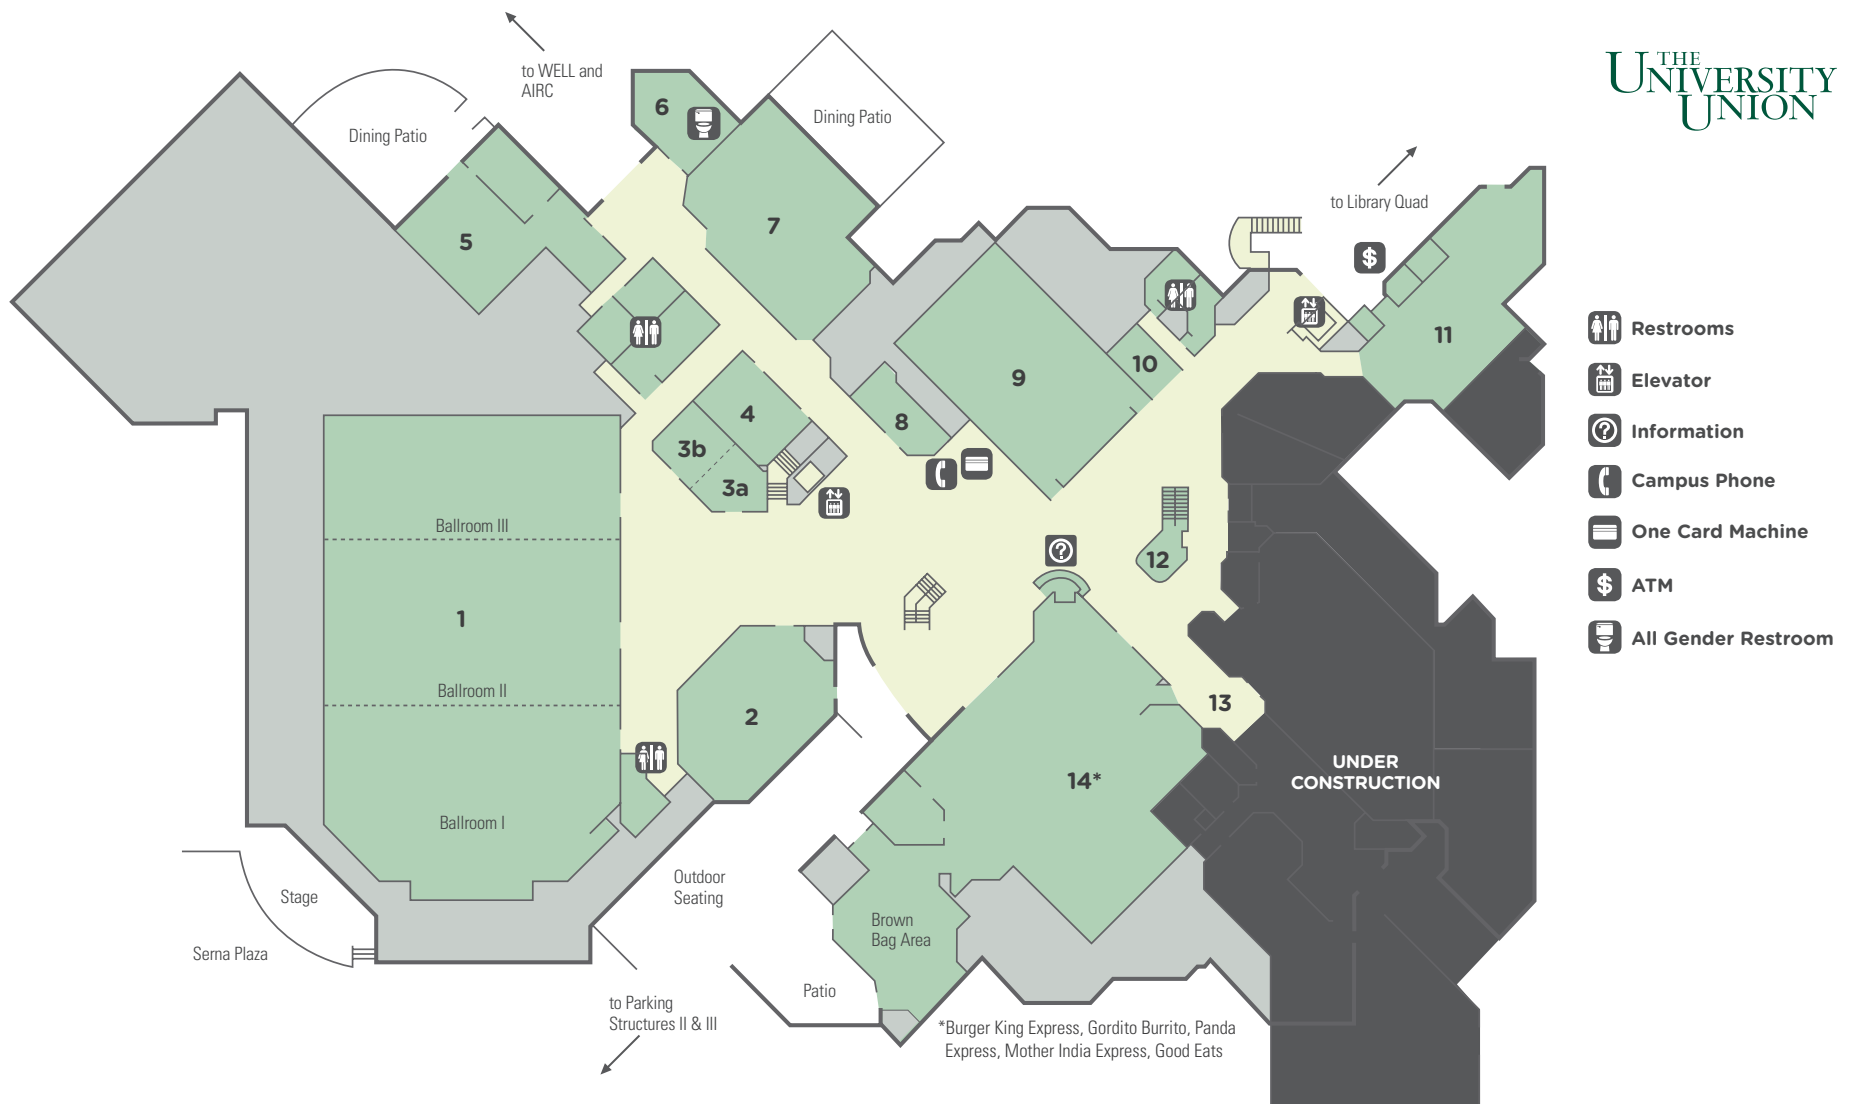 to WELL and
AIRC
THE
UNIVERSITY
UNION
6
Dining Patio
Dining Patio
to Library Quad
5
7
$
11
9
10
8
4
3b
3a
Restrooms
Elevator
Information
Campus Phone
One Card Machine
$ ATM
All Gender Restroom
Ballroom III
12
1
Ballroom II
2
13
14*
UNDER
CONSTRUCTION
Ballroom I
Outdoor
Seating
Stage
Serna Plaza
Brown
Bag Area
Patio
to Parking
Structures II & III
*Burger King Express, Gordito Burrito, Panda
Express, Mother India Express, Good Eats